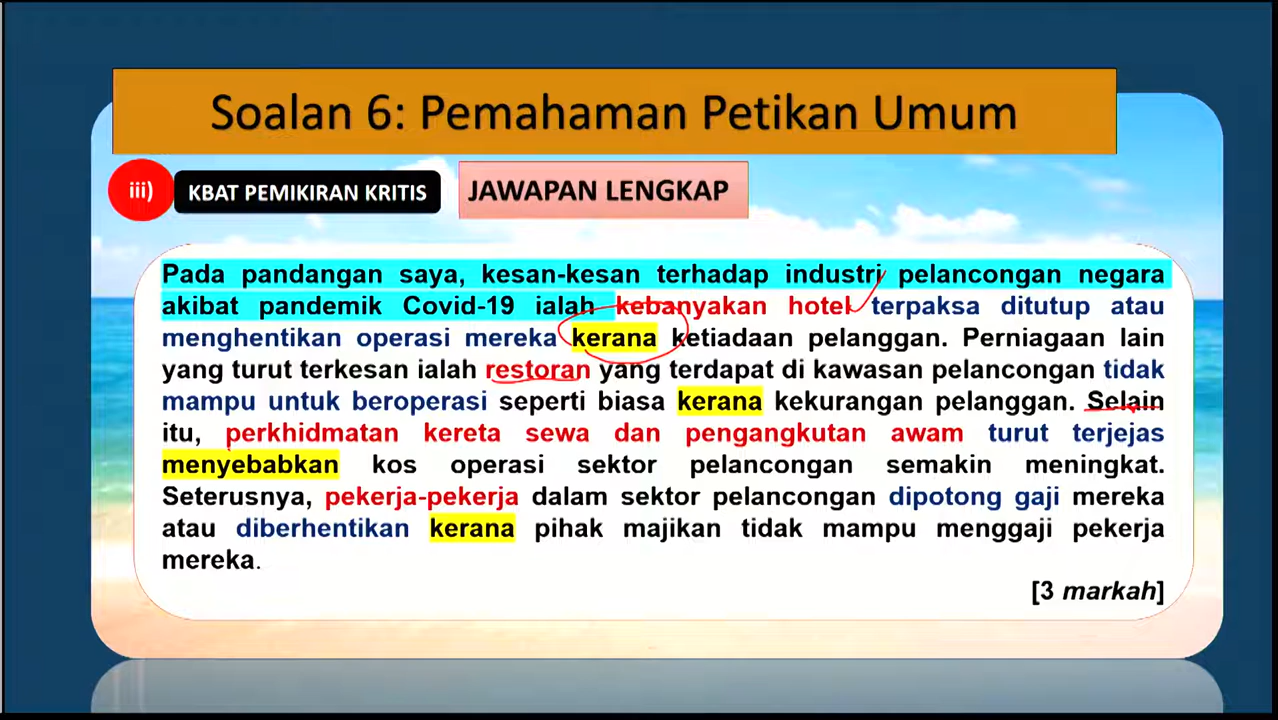 Soalan 6: Pemahaman Petikan Umum
iii)
KBAT PEMIKIRAN KRITIS
JAWAPAN LENGKAP
Pada pandangan saya, kesan-kesan terhadap industri pelancongan negara
akibat pandemik Covid-19 ialah kebanyakan hotel terpaksa ditutup atau
menghentikan operasi mereka kerana ketiadaan pelanggan. Perniagaan lain
yang turut terkesan ialah restoran yang terdapat di kawasan pelancongan tidak
mampu untuk beroperasi seperti biasa kerana kekurangan pelanggan. Selain
itu, perkhidmatan kereta sewa dan pengangkutan awam turut terjejas
menyebabkan kos operasi sektor pelancongan semakin meningkat.
Seterusnya, pekerja-pekerja dalam sektor pelancongan dipotong gaji mereka
atau diberhentikan kerana pihak majikan tidak mampu menggaji pekerja
mereka.
[3 markah]